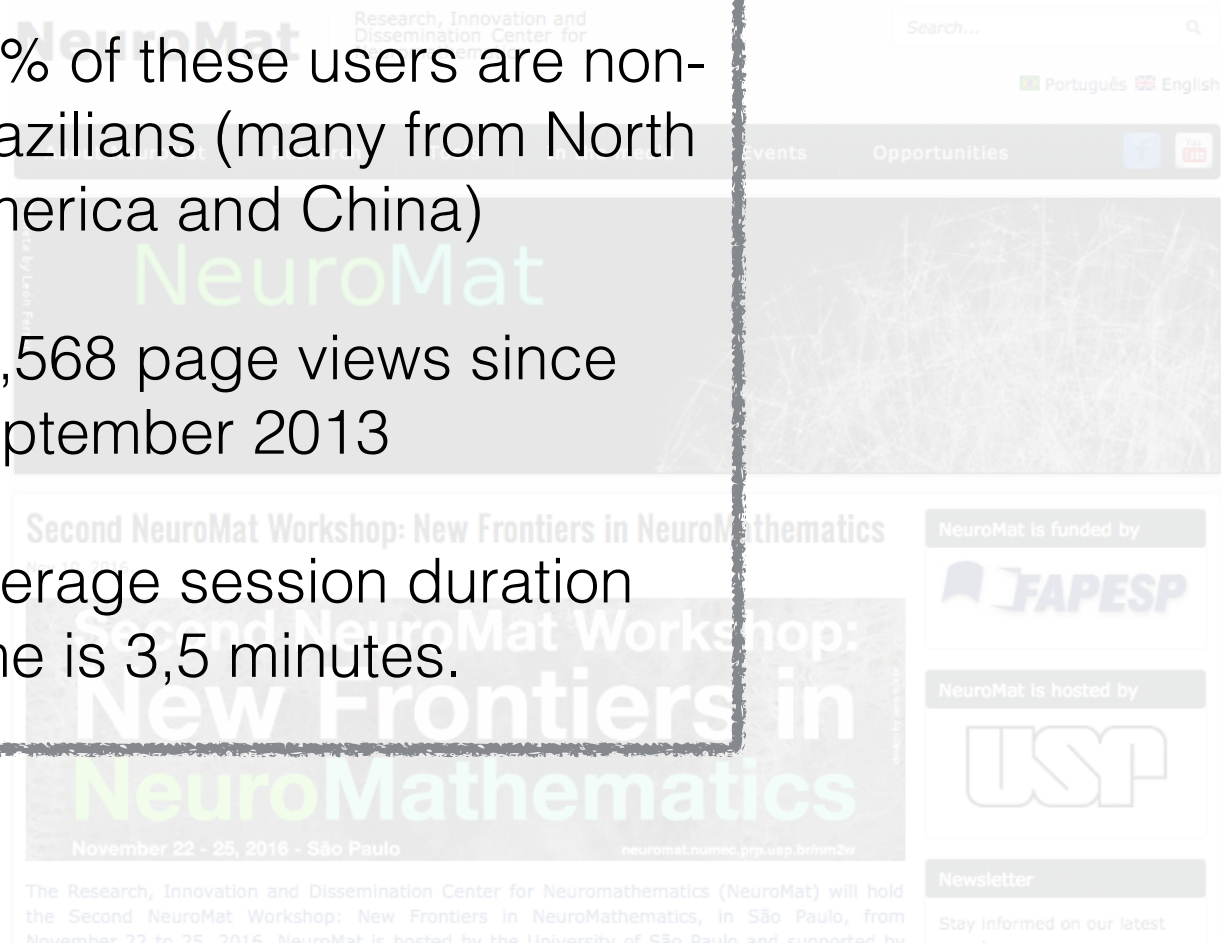 NeuroMat
Research, Innovation and
Dissemination Center for
Search...
Português English
Events Opportunities
% of these users are non-
azilians (many from North
merica and China)
NeuroMat
,568 page views since
ptember 2013
Second NeuroMat Workshop: New Frontiers in NeuroMathematics
erage session duration
me is 3,5 minutes.
Second NeuroMat Workshop:
New Frontiers in
NeuroMathematics
November 22 - 25, 2016 - São Paulo
neuromat.numec.prp.usp.br/nm2w
NeuroMat is funded by
FAPESP
NeuroMat is hosted by
USP
Newsletter
Stay informed on our latest
The Research, Innovation and Dissemination Center for Neuromathematics (NeuroMat) will hold
the Second NeuroMat Workshop: New Frontiers in NeuroMathematics, in São Paulo, from
November 22 to 25, 2016. NeuroMat is hosted by the University of São Paulo and supported by